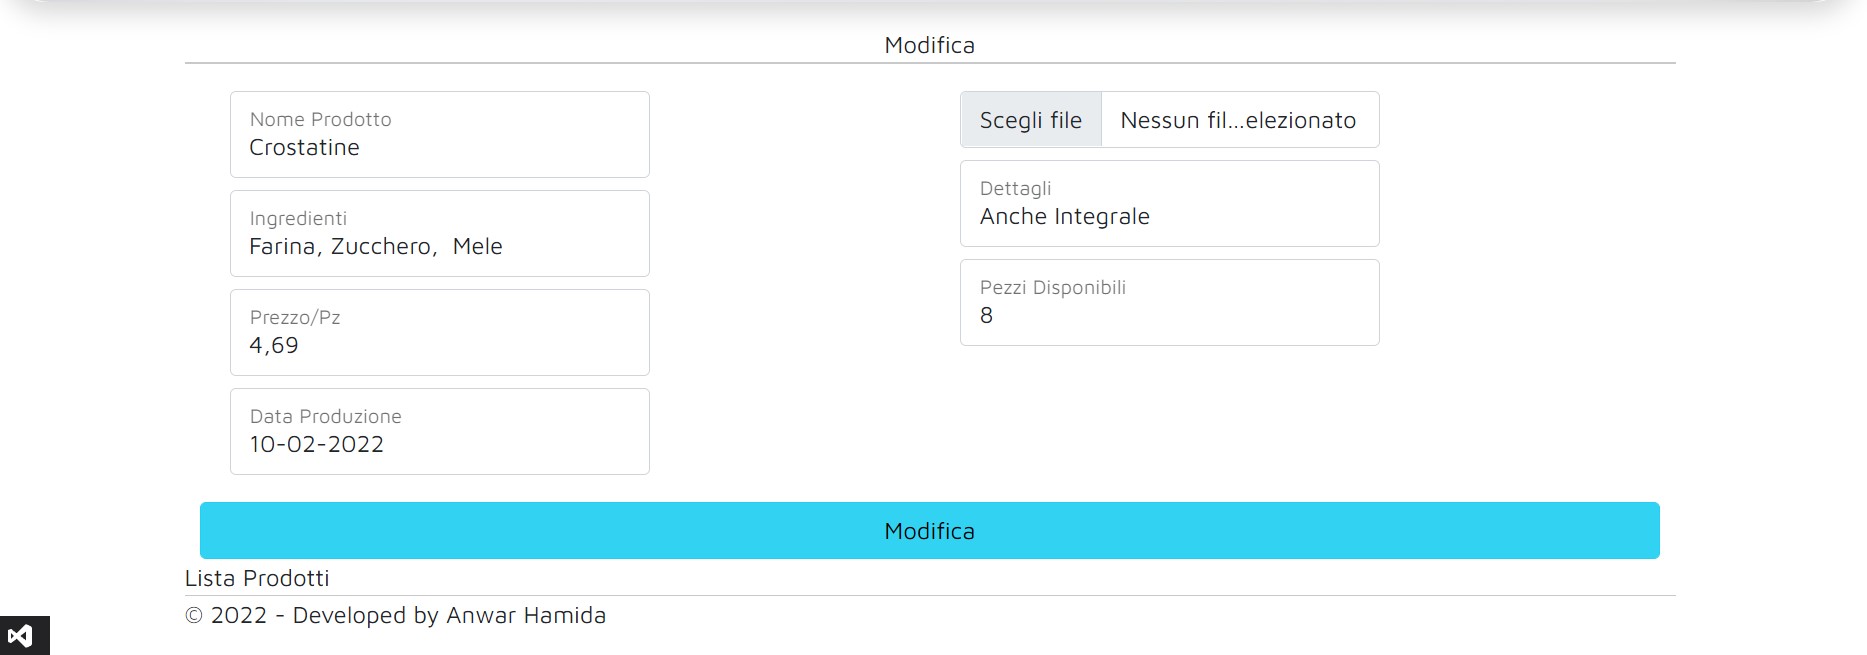 Modifica
Nome Prodotto
Crostatine
Ingredienti
Farina, Zucchero,  Mele
Prezzo/Pz
4,69
Data Produzione
10-02-2022
Scegli file
Nessun fil...elezionato
Dettagli
Anche Integrale
Pezzi Disponibili
8
Modifica
Lista Prodotti
© 2022 - Developed by Anwar Hamida